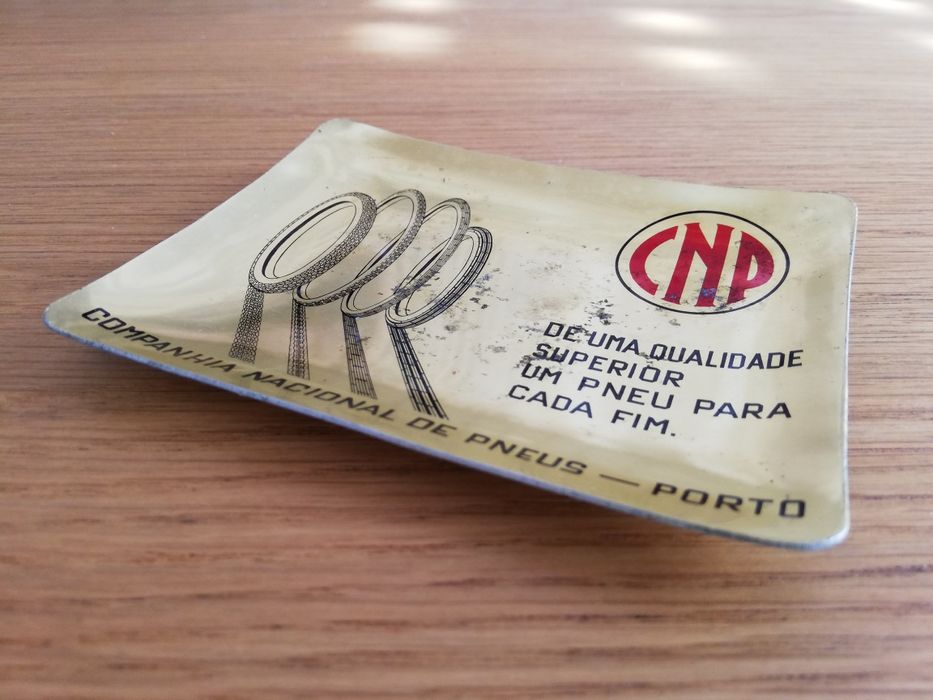 CNP
DE UMA QUALIDADE
SUPERIOR
UM PNEU PARA
CADA FIM.
COMPANHIA NACIONAL DE PNEUS — PORTO